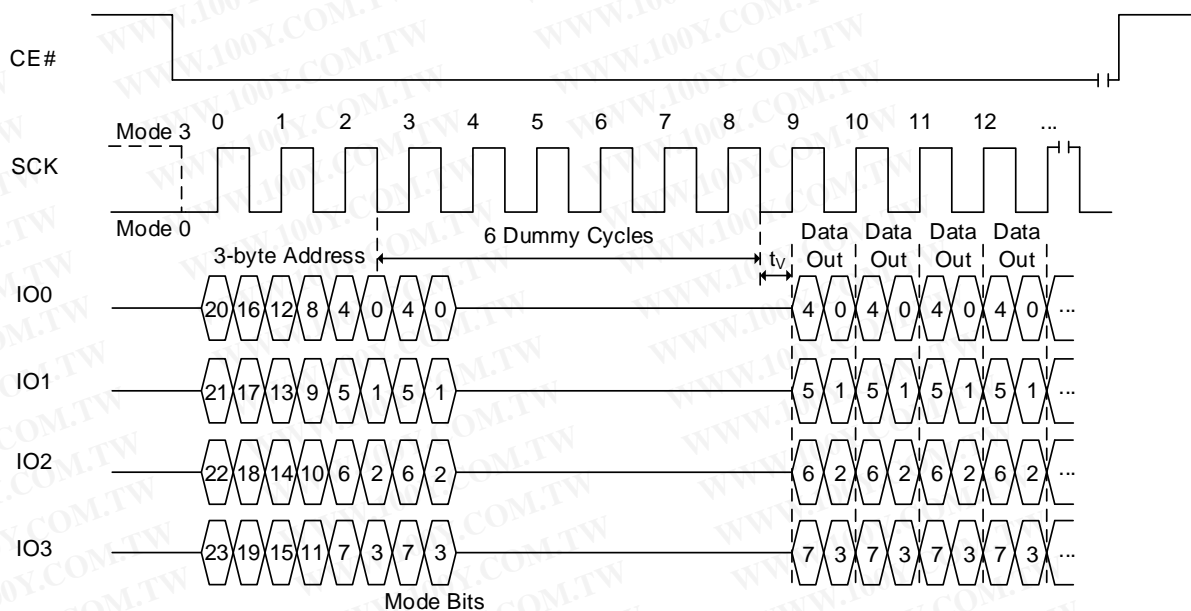 CE#
0 1 2 3 4 5 6 7 8 9 10 11 12 ...
Mode 3
SCK
Mode 0
6 Dummy Cycles
3-byte Address
tV
Data Out Data Out Data Out Data Out
IO0 20 16 12 8 4 0 4 0 4 0 4 0 4 0 4 0 ...
IO1 21 17 13 9 5 1 5 1 5 1 5 1 5 1 5 1 ...
IO2 22 18 14 10 6 2 6 2 6 2 6 2 6 2 6 2 ...
IO3 23 19 15 11 7 3 7 3 7 3 7 3 7 3 7 3 ...
Mode Bits
WWW.100Y.COM.TW